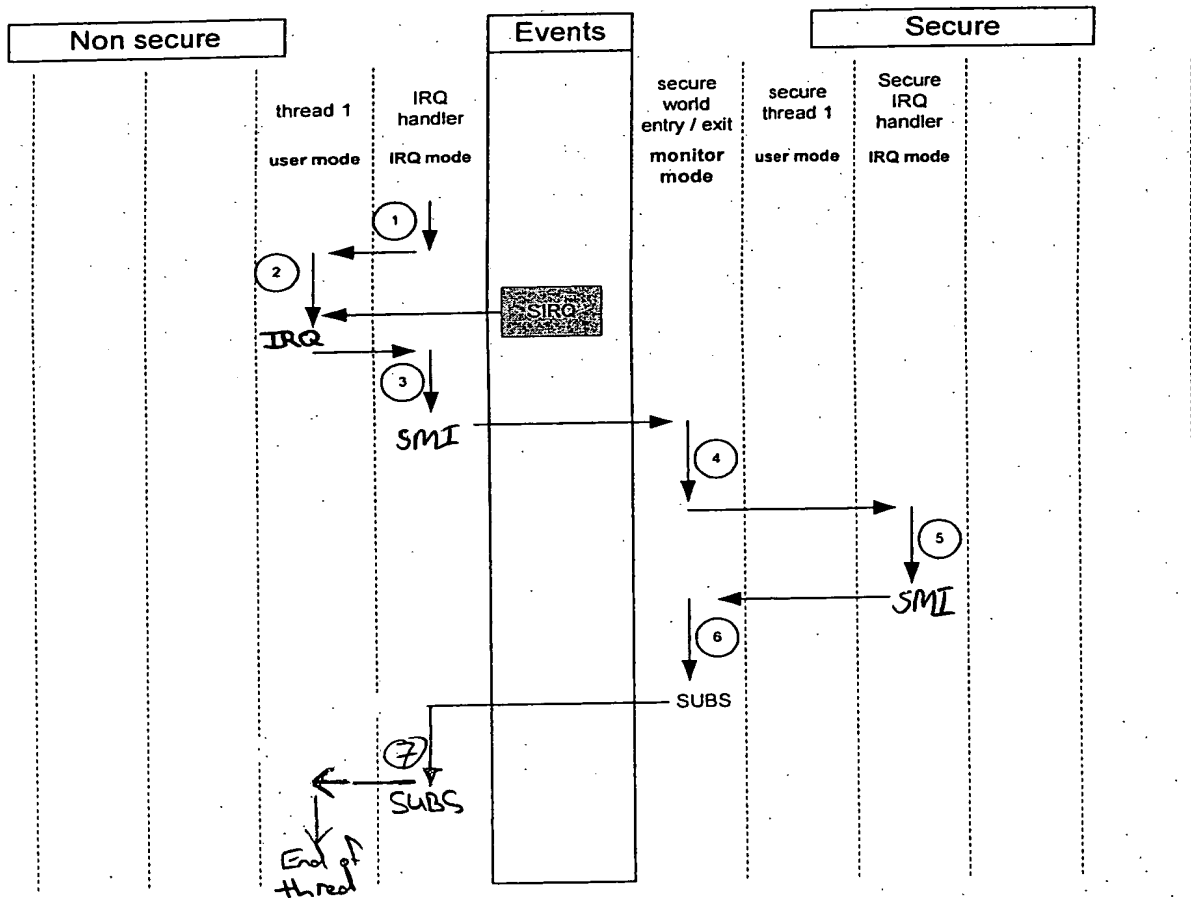 Non secure
Events
Secure
thread 1
user mode
IRQ
handler
IRQ mode
secure
world
entry / exit
monitor
mode
secure
thread 1
user mode
Secure
IRQ
handler
IRQ mode
1
2
SIRQ
IRQ
3
SMI
4
5
SMI
6
SUBS
7
SUBS
End of
thred